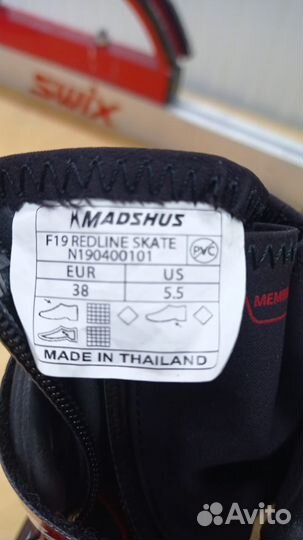 swix
MADSHUS
F19 REDLINE SKATE
N190400101
PVC
EUR US
38 5.5
MADE IN THAILAND
Avito